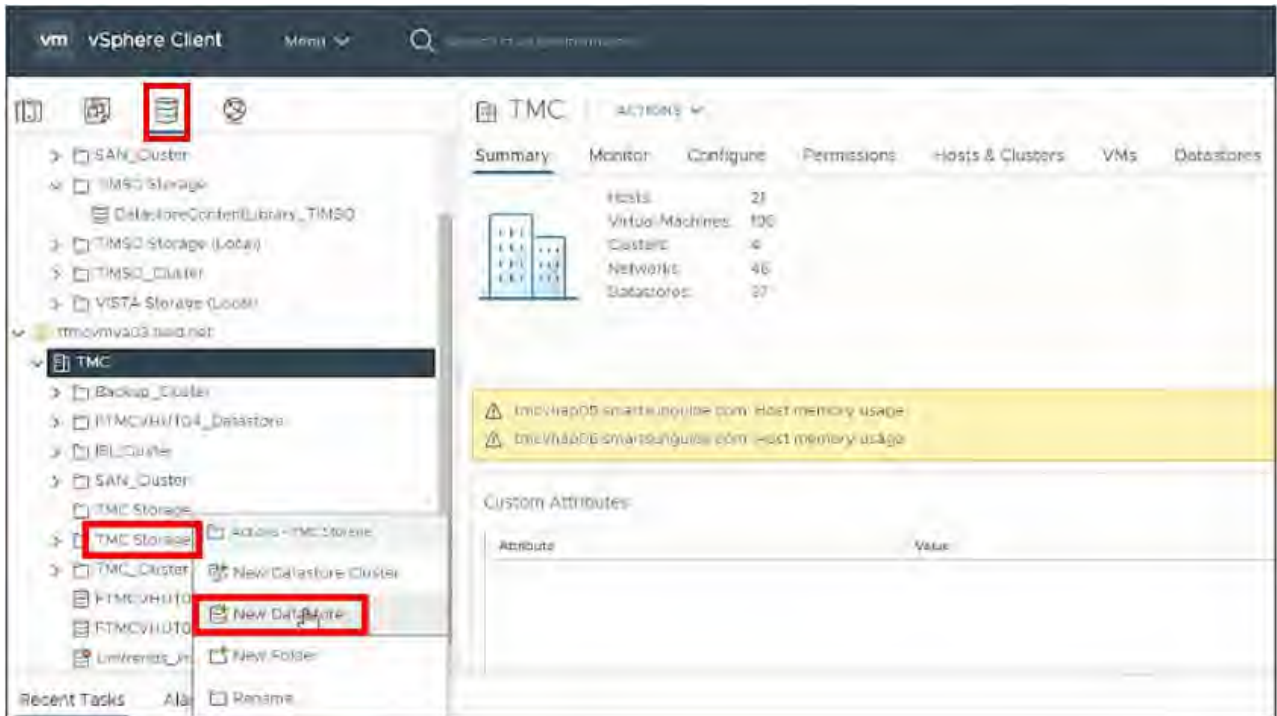 vm vSphere Client Menu
SAN_Cluster
TIMSO Storage
DatastoreContentLibrary_TIMSO
TIMSO Storage (Local)
TIMSO_Cluster
VISTA Storage (Local)
TMC
Backup_Cluster
SAN_Cluster
TMC Storage
TMC Storage
TMC_Cluster
Recent Tasks
Actions - TMC Storage
New Datastore Cluster
New Datastore
New Folder
Rename
TMC ACTIONS
Summary Monitor Configure Permissions Hosts & Clusters VMs Datastores
Hosts: 21
Virtual Machines:
Clusters: 4
Networks: 46
Datastores:
Host memory usage
Host memory usage
Custom Attributes
Attribute Value